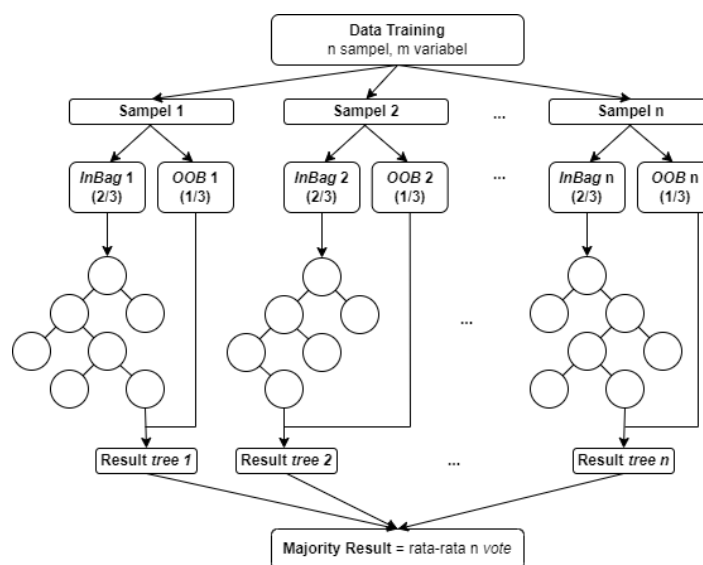 Data Training
n sampel, m variabel
Sampel 1
Sampel 2
...
Sampel n
InBag 1
(2/3)
OOB 1
(1/3)
InBag 2
(2/3)
OOB 2
(1/3)
...
InBag n
(2/3)
OOB n
(1/3)
...
Result tree 1
Result tree 2
...
Result tree n
Majority Result = rata-rata n vote